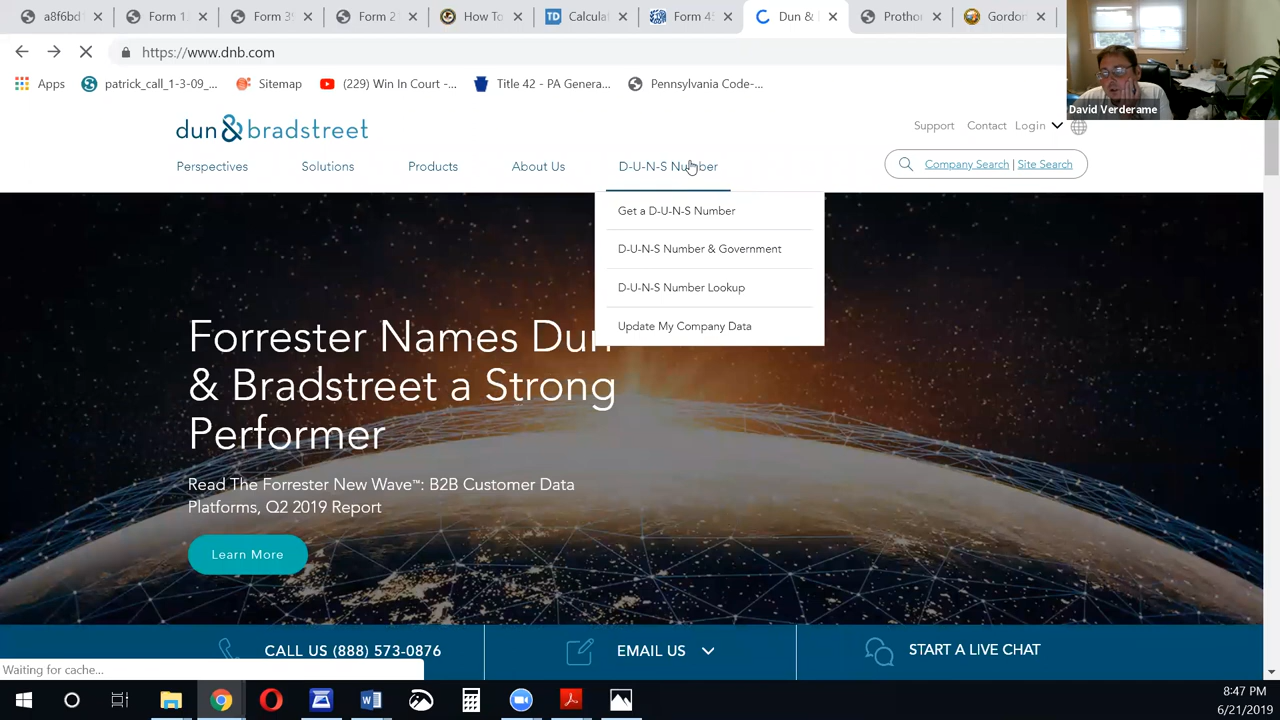 a8f6bd
Form 1
Form 3
Form 2
How To
Calcula
Form 4
Dun &
Prothon
Gordon
https://www.dnb.com
Apps
patrick_call_1-3-09_...
Sitemap
(229) Win In Court -...
Title 42 - PA Genera...
Pennsylvania Code-...
David Verderame
dun & bradstreet
Support
Contact
Login
Perspectives
Solutions
Products
About Us
D-U-N-S Number
Company Search | Site Search
Get a D-U-N-S Number
D-U-N-S Number & Government
D-U-N-S Number Lookup
Update My Company Data
Forrester Names Dun
& Bradstreet a Strong
Performer
Read The Forrester New Wave™: B2B Customer Data
Platforms, Q2 2019 Report
Learn More
CALL US (888) 573-0876
EMAIL US
START A LIVE CHAT
Waiting for cache...
8:47 PM
6/21/2019